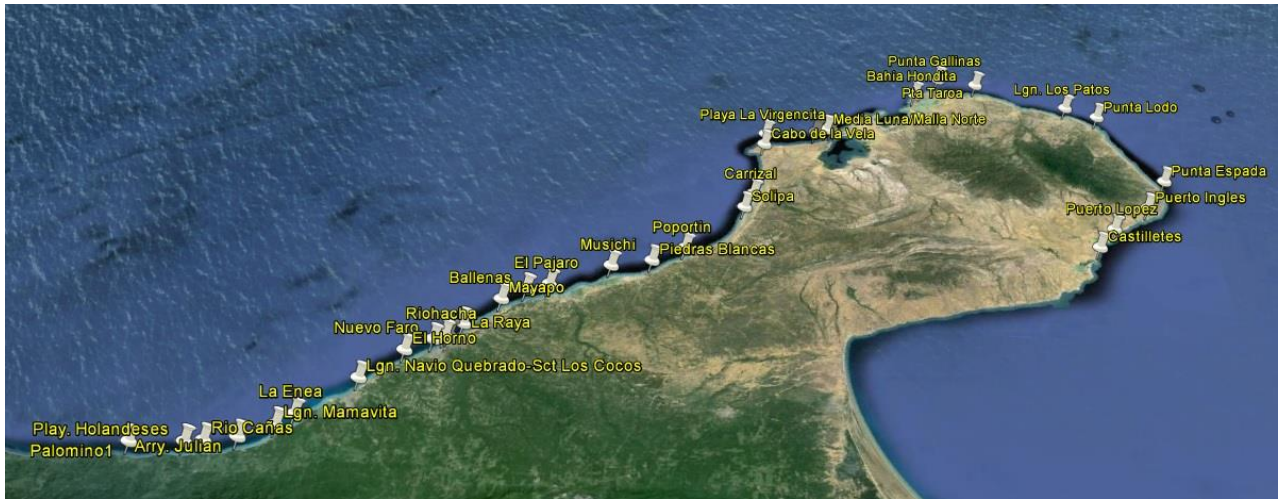 Punta Gallinas
Bahia Hondita
Pta Taroa
Lgn. Los Patos
Punta Lodo
Playa La Virgencita
Media Luna/Malla Norte
Cabo de la Vela
Carrizal
Solipa
Punta Espada
Puerto Ingles
Puerto Lopez
Castilletes
Poportin
Piedras Blancas
Musichi
El Pajaro
Ballenas
Mayapo
Riohacha
La Raya
Nuevo Faro
El Horno
Lgn. Navio Quebrado-Sct Los Cocos
La Enea
Lgn. Mamavita
Play. Holandeses
Rio Cañas
Palomino1
Arry. Julian